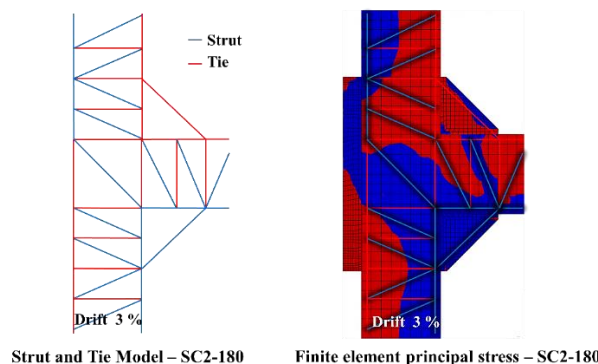 Strut
Tie
Drift 3 %
Drift 3 %
Strut and Tie Model – SC2-180
Finite element principal stress – SC2-180